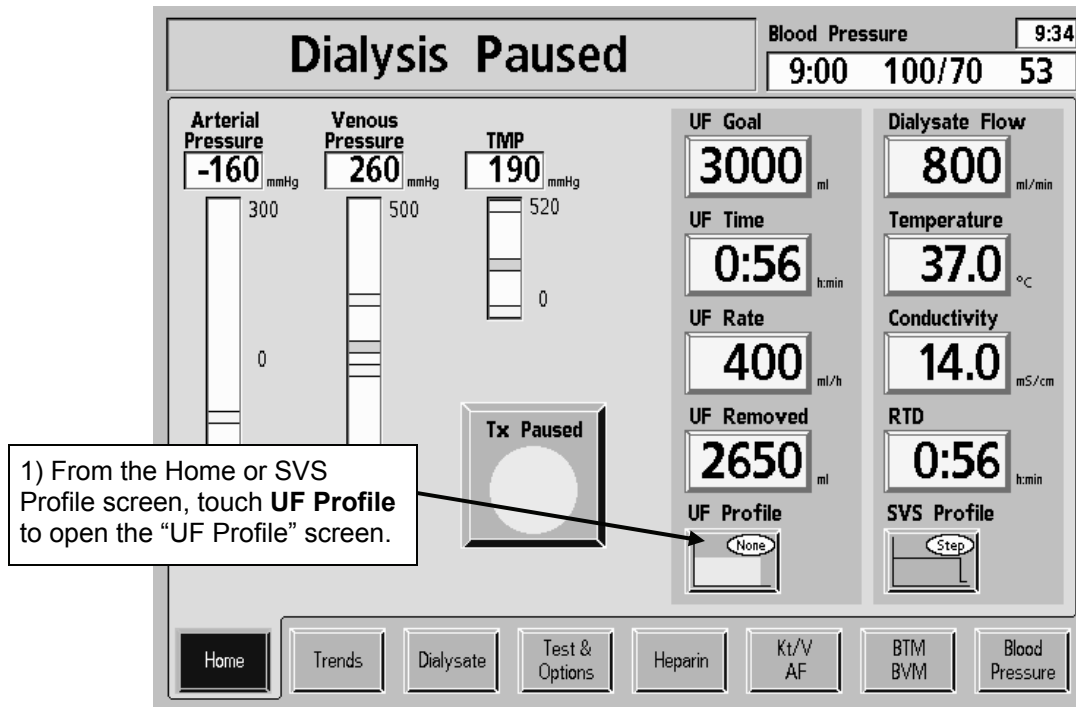 Dialysis Paused
Blood Pressure 9:34
9:00 100/70 53
Arterial
Pressure
-160 mmHg
300
0
Venous
Pressure
260 mmHg
500
TMP
190 mmHg
520
0
Tx Paused
UF Goal
3000 ml
UF Time
0:56 h:min
UF Rate
400 ml/h
UF Removed
2650 ml
UF Profile
None
Dialysate Flow
800 ml/min
Temperature
37.0 °C
Conductivity
14.0 mS/cm
RTD
0:56 h:min
SVS Profile
Step
1) From the Home or SVS
Profile screen, touch UF Profile
to open the “UF Profile” screen.
Home
Trends
Dialysate
Test &
Options
Heparin
Kt/V
AF
BTM
BVM
Blood
Pressure